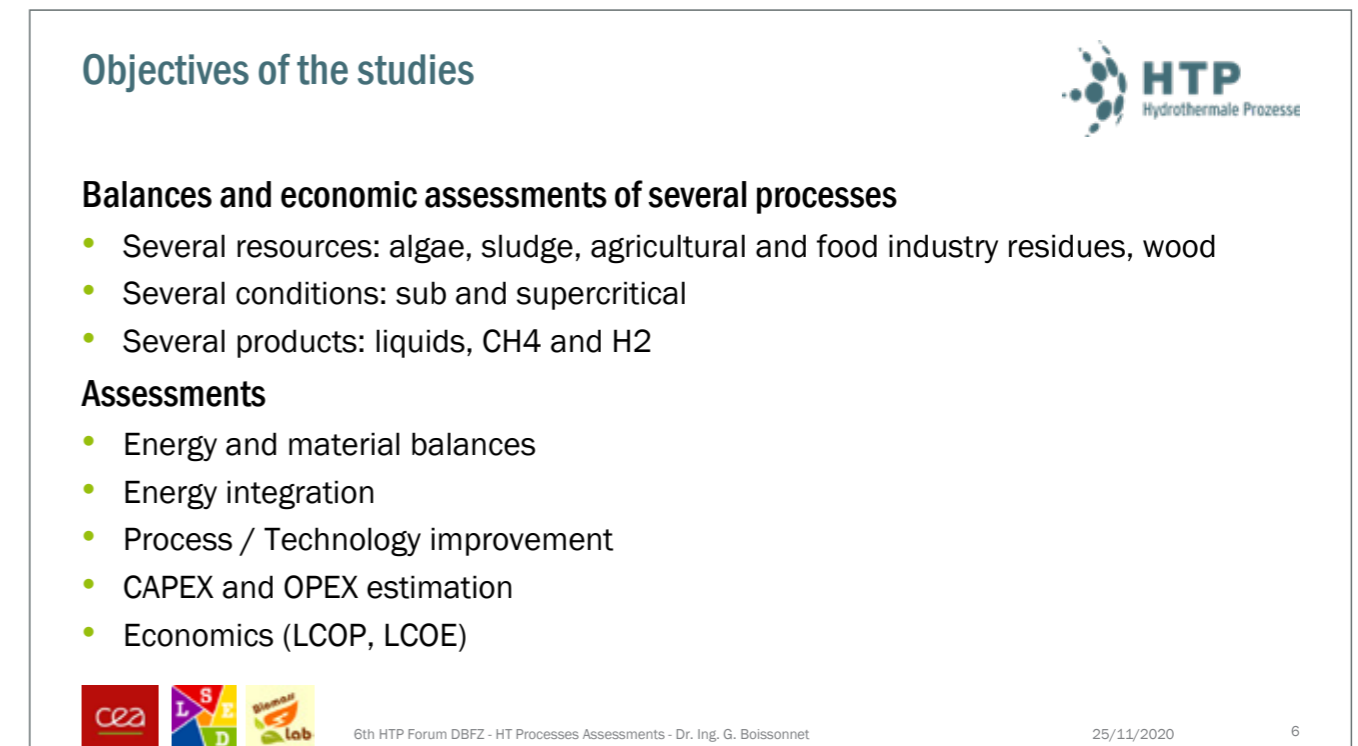 Objectives of the studies
HTP
Hydrothermale Prozesse
Balances and economic assessments of several processes
• Several resources: algae, sludge, agricultural and food industry residues, wood
• Several conditions: sub and supercritical
• Several products: liquids, CH4 and H2
Assessments
• Energy and material balances
• Energy integration
• Process / Technology improvement
• CAPEX and OPEX estimation
• Economics (LCOP, LCOE)
cea
L S E D
Biomass
Lab
6th HTP Forum DBFZ - HT Processes Assessments - Dr. Ing. G. Boissonnet
25/11/2020
6